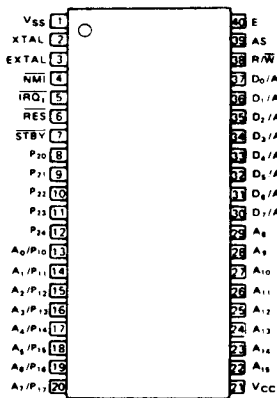 VSS 1 40 E
XTAL 2 39 AS
EXTAL 3 38 R/W̅
N̅M̅I̅ 4 37 D0/A
I̅R̅Q̅1̅ 5 36 D1/A
R̅E̅S̅ 6 35 D2/A
S̅T̅B̅Y̅ 7 34 D3/A
P20 8 33 D4/A
P21 9 32 D5/A
P22 10 31 D6/A
P23 11 30 D7/A
P24 12 29 A8
A0/P10 13 28 A9
A1/P11 14 27 A10
A2/P12 15 26 A11
A3/P13 16 25 A12
A4/P14 17 24 A13
A5/P15 18 23 A14
A6/P16 19 22 A15
A7/P17 20 21 VCC